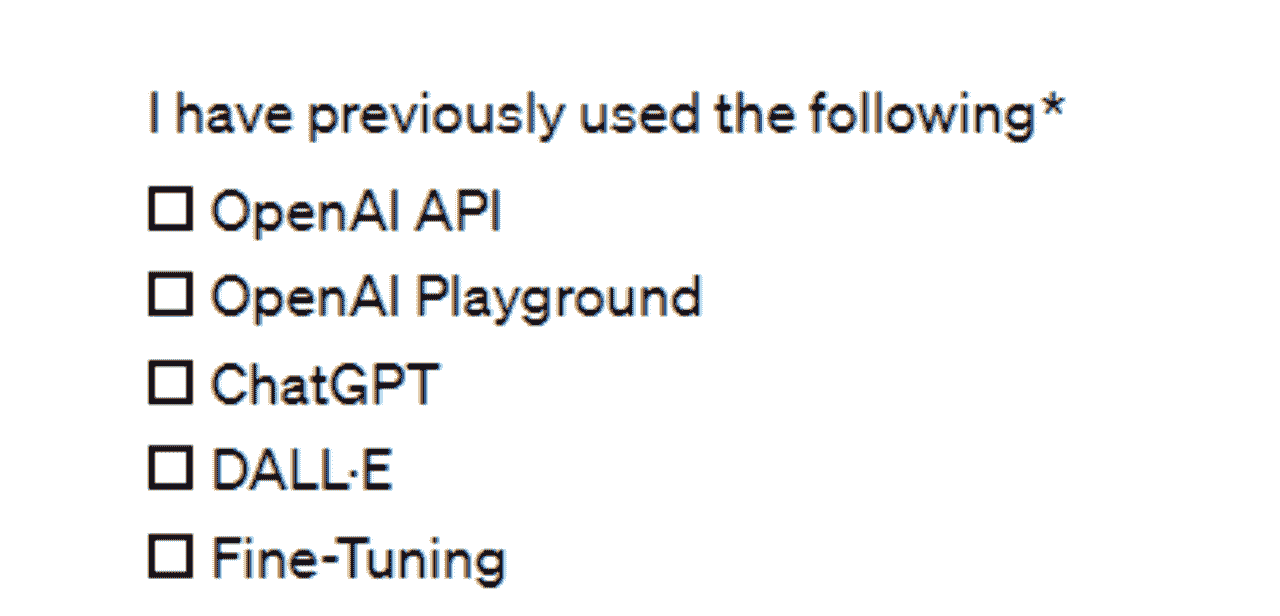 I have previously used the following*
OpenAI API
OpenAI Playground
ChatGPT
DALL·E
Fine-Tuning